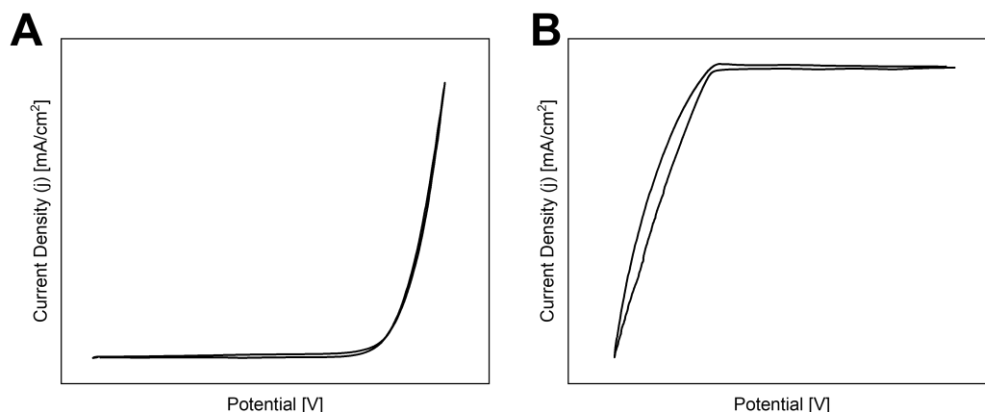 A
B
Current Density (j) [mA/cm²]
Current Density (j) [mA/cm²]
Potential [V]
Potential [V]